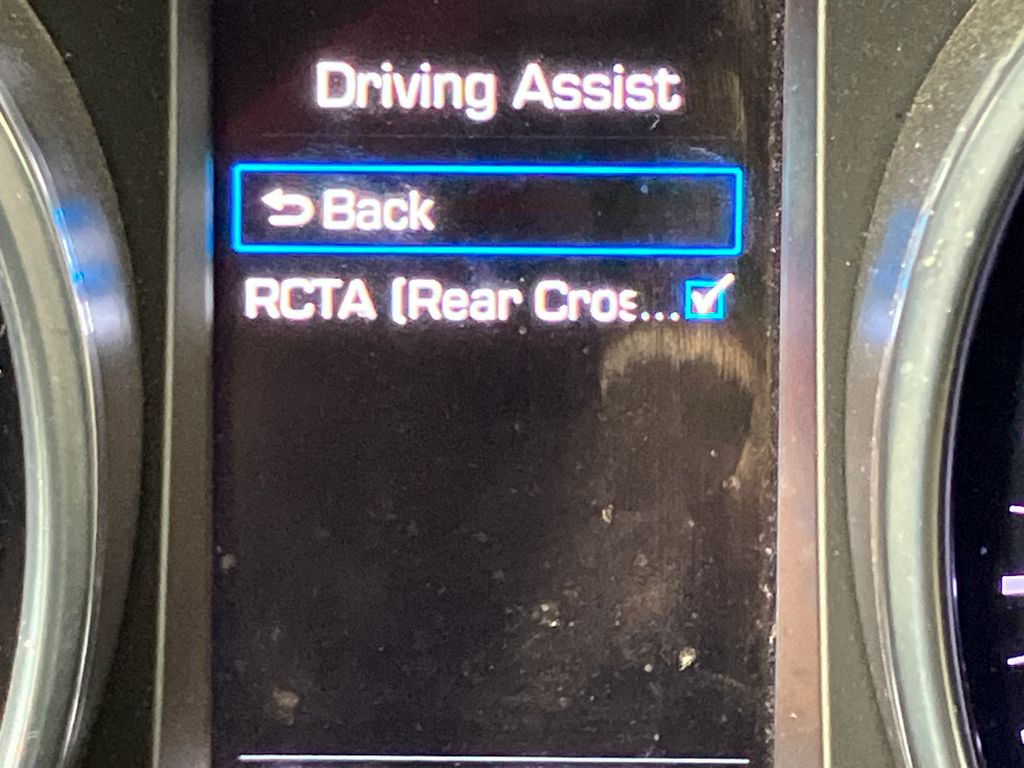 Driving Assist
Back
RCTA (Rear Cros...